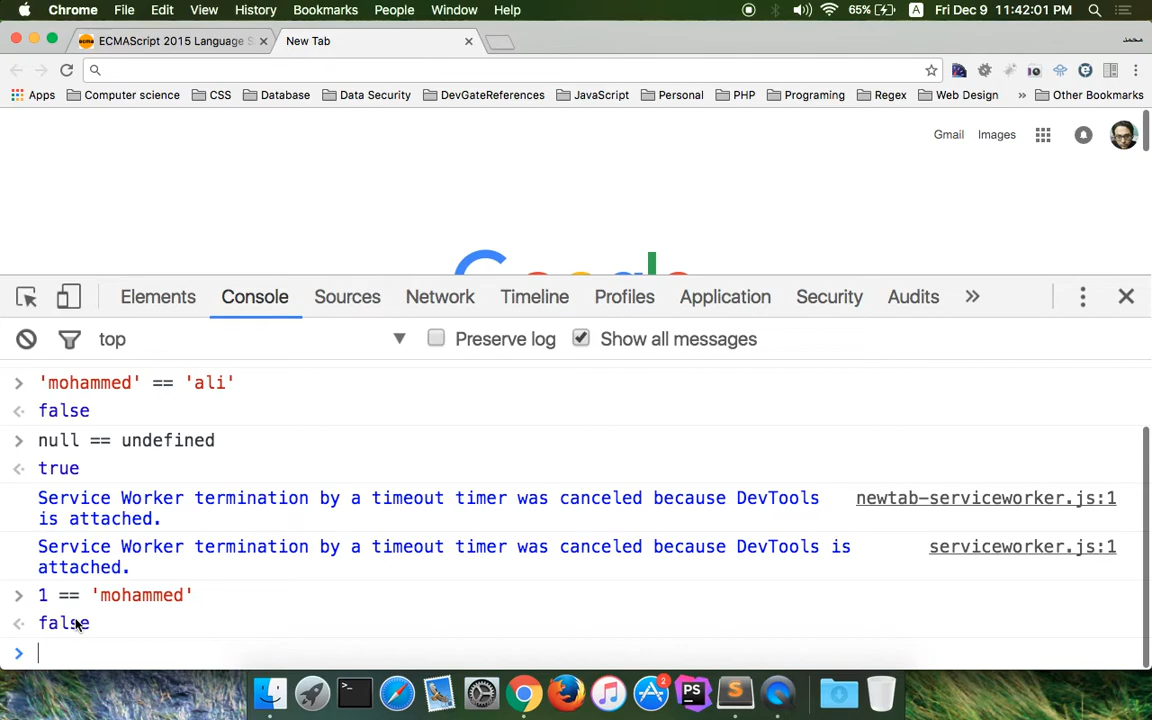 Chrome File Edit View History Bookmarks People Window Help 65% A Fri Dec 9 11:42:01 PM
ECMAScript 2015 Language S New Tab محمد
Apps Computer science CSS Database Data Security DevGateReferences JavaScript Personal PHP Programing Regex Web Design » Other Bookmarks
Gmail Images
Elements Console Sources Network Timeline Profiles Application Security Audits »
top Preserve log Show all messages
> 'mohammed' == 'ali'
false
> null == undefined
true
Service Worker termination by a timeout timer was canceled because DevTools newtab-serviceworker.js:1
is attached.
Service Worker termination by a timeout timer was canceled because DevTools is serviceworker.js:1
attached.
> 1 == 'mohammed'
false
>
2
PS